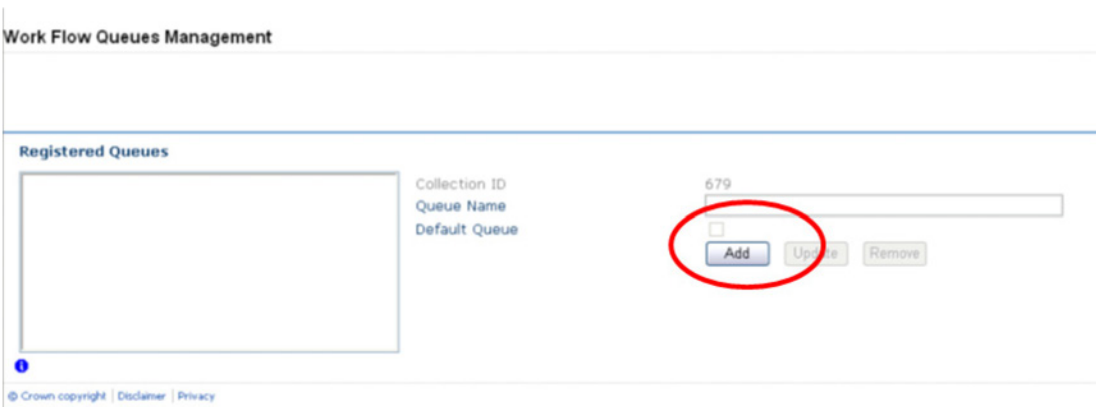 Work Flow Queues Management
Registered Queues
Collection ID 679
Queue Name
Default Queue
Add Update Remove
© Crown copyright | Disclaimer | Privacy